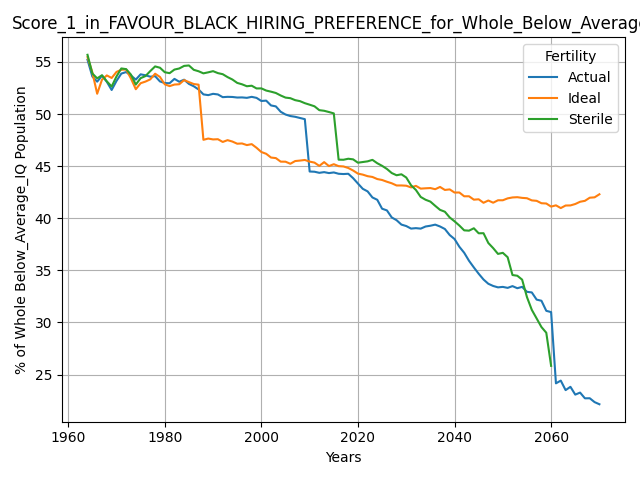 Score_1_in_FAVOUR_BLACK_HIRING_PREFERENCE_for_Whole_Below_Average
Fertility
Actual
Ideal
Sterile
% of Whole Below_Average_IQ Population
55
50
45
40
35
30
25
1960
1980
2000
2020
2040
2060
Years